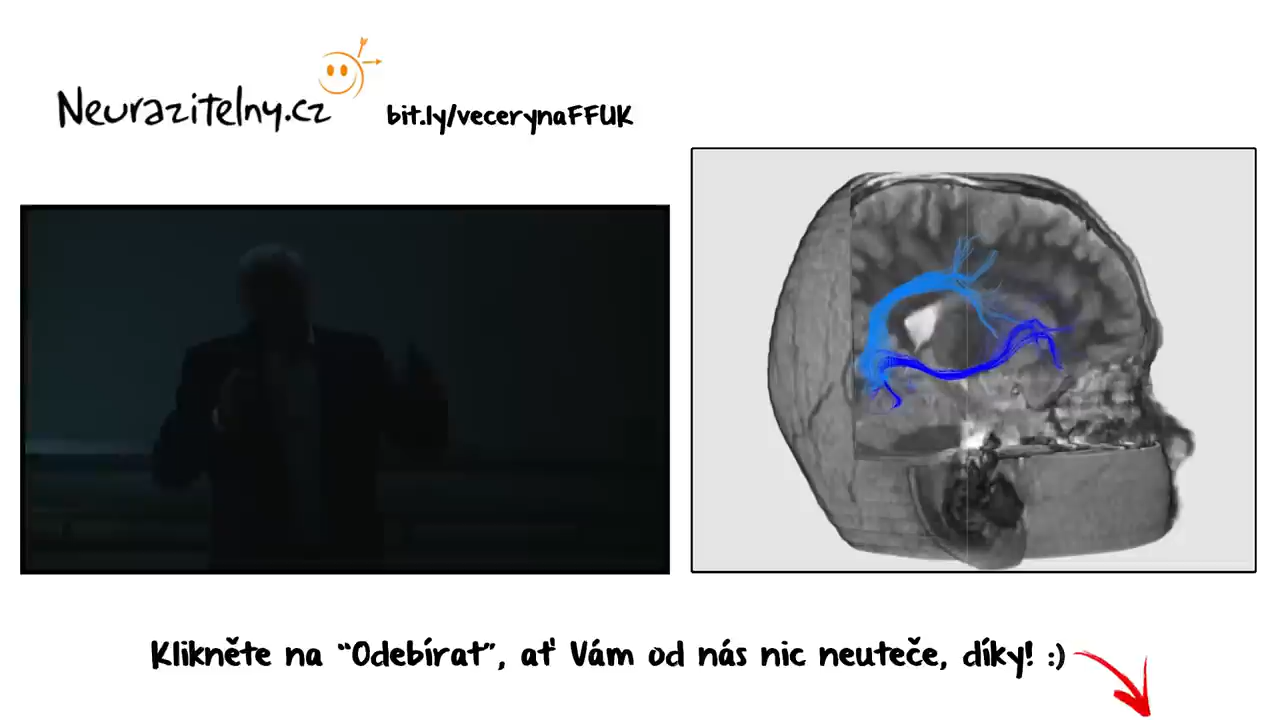 Neurazitelny.cz
bit.ly/vecerynaFFUK
Klikněte na “Odebírat”, ať Vám od nás nic neuteče, díky! :)